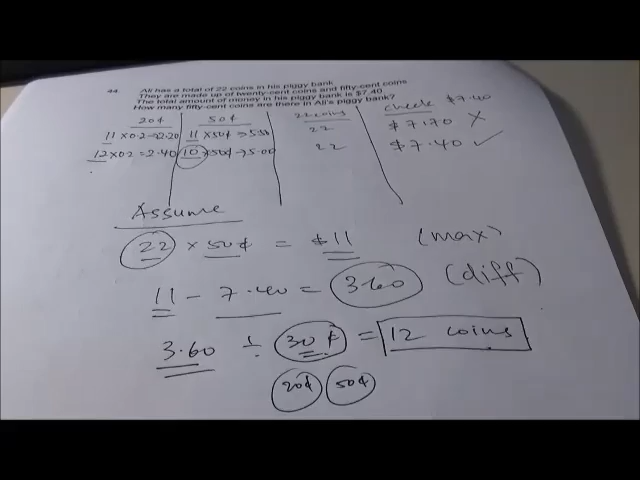 44. Ali has a total of 22 coins in his piggy bank.
They are made up of twenty-cent coins and fifty-cent coins
The total amount of money in his piggy bank is $7.40
How many fifty-cent coins are there in Ali's piggy bank?
20¢ 50¢ 22 coins check $7.40
11 × 0.2 → 2.20 11 × 50¢ → 5.50 22 $7.70 ✗
12 × 0.2 = 2.40 10 × 50¢ → 5.00 22 $7.40 ✓
Assume
22 × 50¢ = $11 (max)
11 - 7.40 = 3.60 (diff)
3.60 ÷ 30¢ = 12 coins
20¢ 50¢